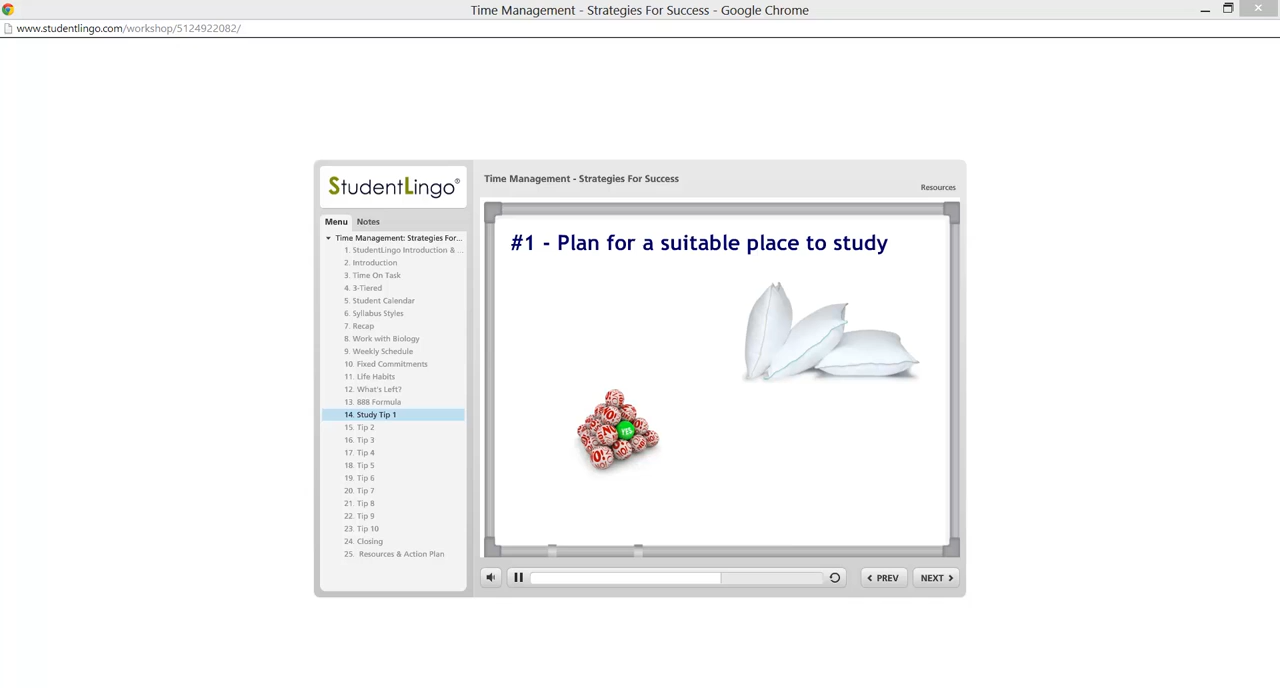 Time Management - Strategies For Success - Google Chrome
www.studentlingo.com/workshop/5124922082/
StudentLingo®
Menu Notes
Time Management: Strategies For...
1. StudentLingo Introduction & ...
2. Introduction
3. Time On Task
4. 3-Tiered
5. Student Calendar
6. Syllabus Styles
7. Recap
8. Work with Biology
9. Weekly Schedule
10. Fixed Commitments
11. Life Habits
12. What's Left?
13. 888 Formula
14. Study Tip 1
15. Tip 2
16. Tip 3
17. Tip 4
18. Tip 5
19. Tip 6
20. Tip 7
21. Tip 8
22. Tip 9
23. Tip 10
24. Closing
25. Resources & Action Plan
Time Management - Strategies For Success
Resources
#1 - Plan for a suitable place to study
YES
NO!
PREV NEXT